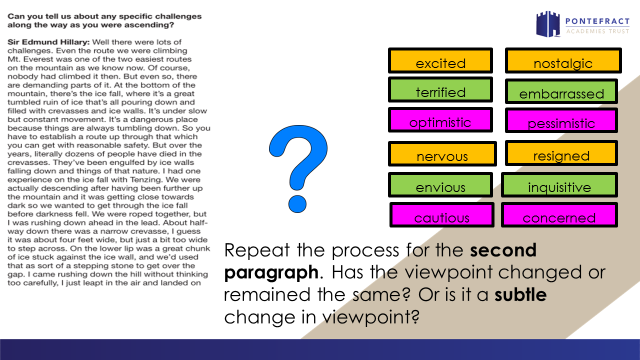 Can you tell us about any specific challenges
along the way as you were ascending?
Sir Edmund Hillary: Well there were lots of
challenges. Even the route we were climbing
Mt. Everest was one of the two easiest routes
on the mountain as we know now. Of course,
nobody had climbed it then. But even so, there
are demanding parts of it. At the bottom of the
mountain, there's the ice fall, where it's a great
tumbled ruin of ice that's all pouring down and
filled with crevasses and ice walls. It's under slow
but constant movement. It's a dangerous place
because things are always tumbling down. So you
have to establish a route up through that which
you can get with reasonable safety. But over the
years, literally dozens of people have died in the
crevasses. They've been engulfed by ice walls
falling down and things of that nature. I had one
experience on the ice fall with Tenzing. We were
actually descending after having been further up
the mountain and it was getting close towards
dark so we wanted to get through the ice fall
before darkness fell. We were roped together, but
I was rushing down ahead in the lead. About half-
way down there was a narrow crevasse, I guess
it was about four feet wide, but just a bit too wide
to step across. On the lower lip was a great chunk
of ice stuck against the ice wall, and we'd used
that as sort of a stepping stone to get over the
gap. I came rushing down the hill without thinking
too carefully, I just leapt in the air and landed on
PONTEFRACT
ACADEMIES TRUST
excited
nostalgic
terrified
embarrassed
optimistic
pessimistic
nervous
resigned
envious
inquisitive
cautious
concerned
?
Repeat the process for the second
paragraph. Has the viewpoint changed or
remained the same? Or is it a subtle
change in viewpoint?